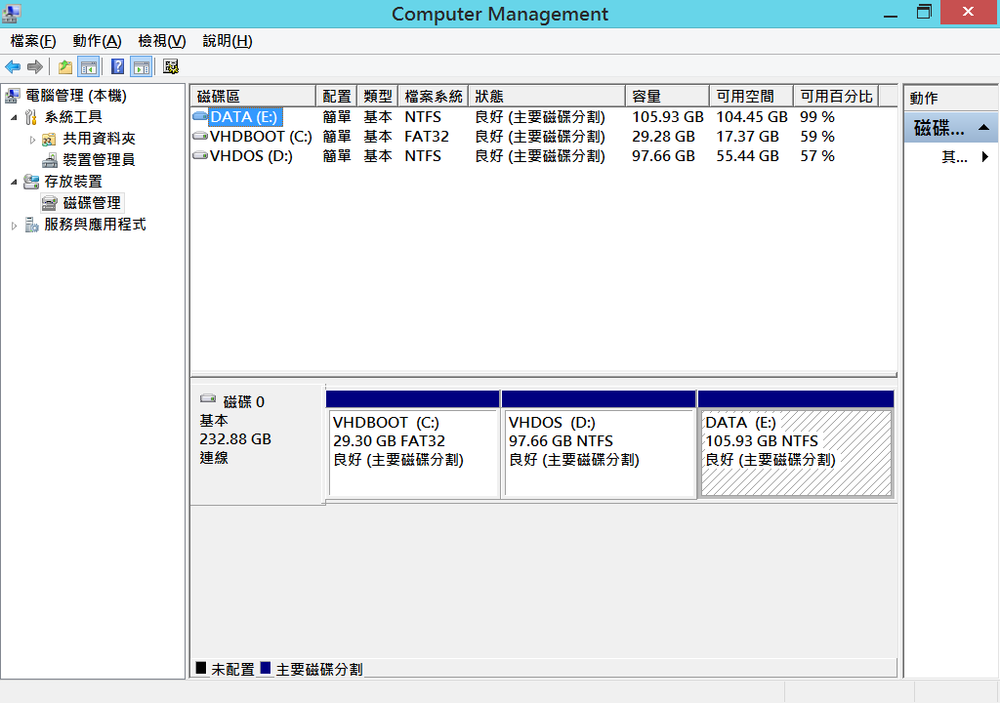 Computer Management
檔案(F) 動作(A) 檢視(V) 說明(H)
電腦管理 (本機)
系統工具
共用資料夾
裝置管理員
存放裝置
磁碟管理
服務與應用程式
磁碟區 配置 類型 檔案系統 狀態 容量 可用空間 可用百分比
DATA (E:) 簡單 基本 NTFS 良好 (主要磁碟分割) 105.93 GB 104.45 GB 99 %
VHDBOOT (C:) 簡單 基本 FAT32 良好 (主要磁碟分割) 29.28 GB 17.37 GB 59 %
VHDOS (D:) 簡單 基本 NTFS 良好 (主要磁碟分割) 97.66 GB 55.44 GB 57 %
磁碟 0
基本
232.88 GB
連線
VHDBOOT (C:)
29.30 GB FAT32
良好 (主要磁碟分割)
VHDOS (D:)
97.66 GB NTFS
良好 (主要磁碟分割)
DATA (E:)
105.93 GB NTFS
良好 (主要磁碟分割)
未配置 主要磁碟分割
動作
磁碟...
其...